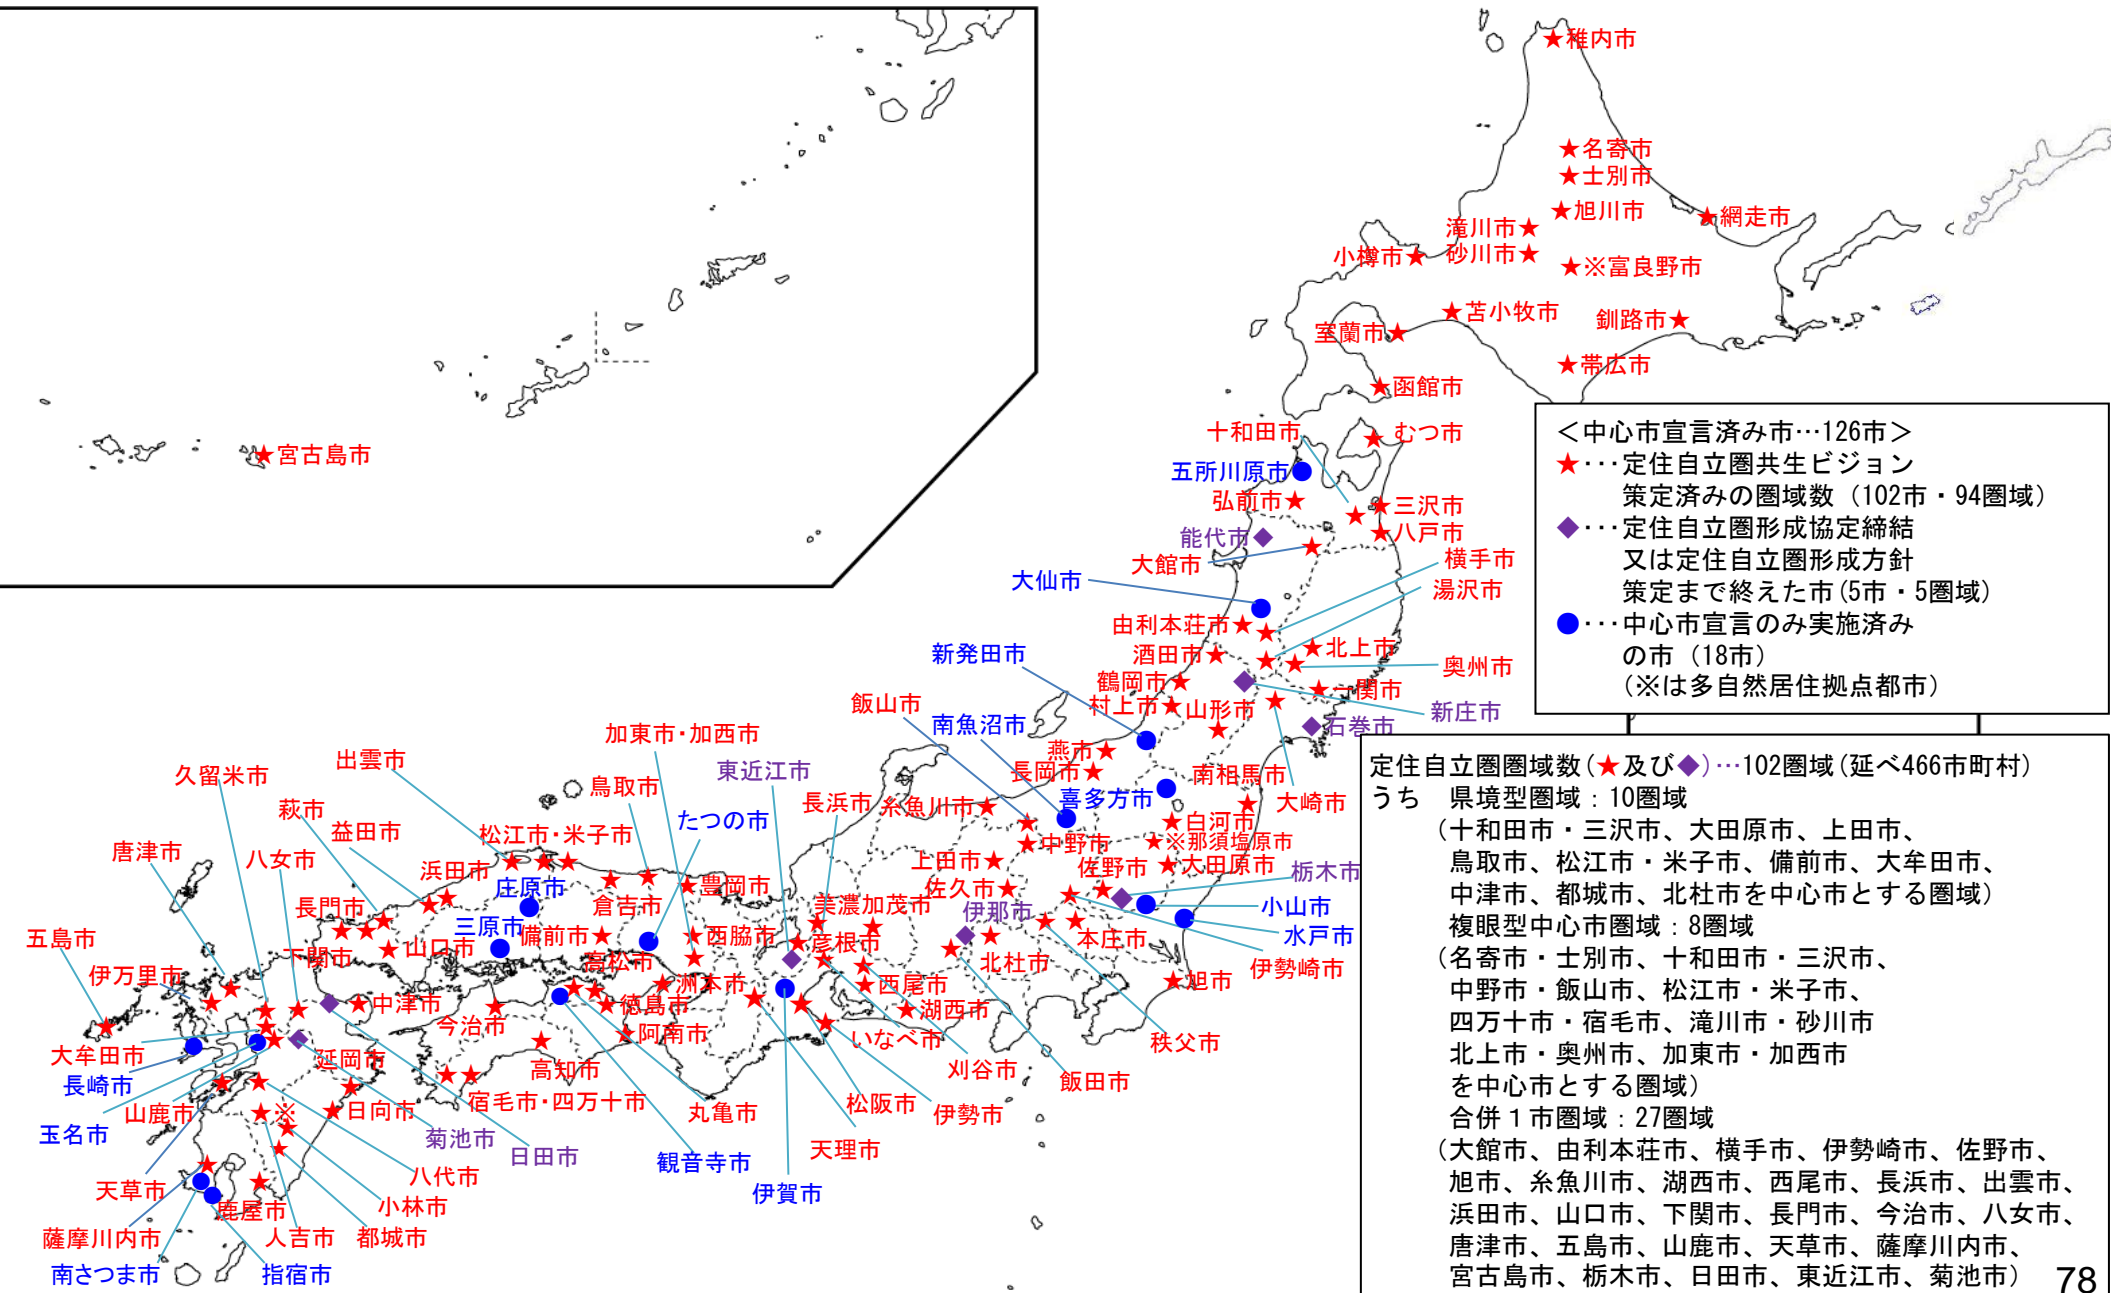 稚内市
名寄市
士別市
旭川市
網走市
滝川市
砂川市
小樽市
※富良野市
苫小牧市
釧路市
室蘭市
帯広市
函館市
宮古島市
十和田市
むつ市
五所川原市
弘前市
三沢市
能代市
八戸市
大館市
横手市
大仙市
湯沢市
由利本荘市
北上市
新発田市
酒田市
奥州市
鶴岡市
一関市
飯山市
村上市
山形市
新庄市
南魚沼市
石巻市
加東市・加西市
燕市
出雲市
東近江市
長岡市
南相馬市
久留米市
鳥取市
長浜市
糸魚川市
喜多方市
大崎市
萩市
たつの市
白河市
益田市
松江市・米子市
中野市
※那須塩原市
唐津市
八女市
浜田市
上田市
佐野市
大田原市
栃木市
庄原市
豊岡市
佐久市
長門市
倉吉市
美濃加茂市
伊那市
小山市
三原市
五島市
下関市
山口市
備前市
西脇市
彦根市
本庄市
水戸市
高松市
北杜市
伊勢崎市
伊万里市
洲本市
西尾市
旭市
中津市
徳島市
湖西市
今治市
阿南市
いなべ市
秩父市
大牟田市
延岡市
高知市
刈谷市
飯田市
長崎市
山鹿市
※
日向市
宿毛市・四万十市
丸亀市
松阪市
伊勢市
玉名市
菊池市
日田市
観音寺市
天理市
天草市
八代市
伊賀市
小林市
鹿屋市
薩摩川内市
人吉市
都城市
南さつま市
指宿市
＜中心市宣言済み市…126市＞
★･･･定住自立圏共生ビジョン
策定済みの圏域数（102市・94圏域）
◆･･･定住自立圏形成協定締結
又は定住自立圏形成方針
策定まで終えた市（5市・5圏域）
●･･･中心市宣言のみ実施済み
の市（18市）
（※は多自然居住拠点都市）
定住自立圏圏域数（★及び◆）…102圏域（延べ466市町村）
うち　県境型圏域：10圏域
（十和田市・三沢市、大田原市、上田市、
鳥取市、松江市・米子市、備前市、大牟田市、
中津市、都城市、北杜市を中心市とする圏域）
複眼型中心市圏域：8圏域
（名寄市・士別市、十和田市・三沢市、
中野市・飯山市、松江市・米子市、
四万十市・宿毛市、滝川市・砂川市
北上市・奥州市、加東市・加西市
を中心市とする圏域）
合併１市圏域：27圏域
（大館市、由利本荘市、横手市、伊勢崎市、佐野市、
旭市、糸魚川市、湖西市、西尾市、長浜市、出雲市、
浜田市、山口市、下関市、長門市、今治市、八女市、
唐津市、五島市、山鹿市、天草市、薩摩川内市、
宮古島市、栃木市、日田市、東近江市、菊池市）
78